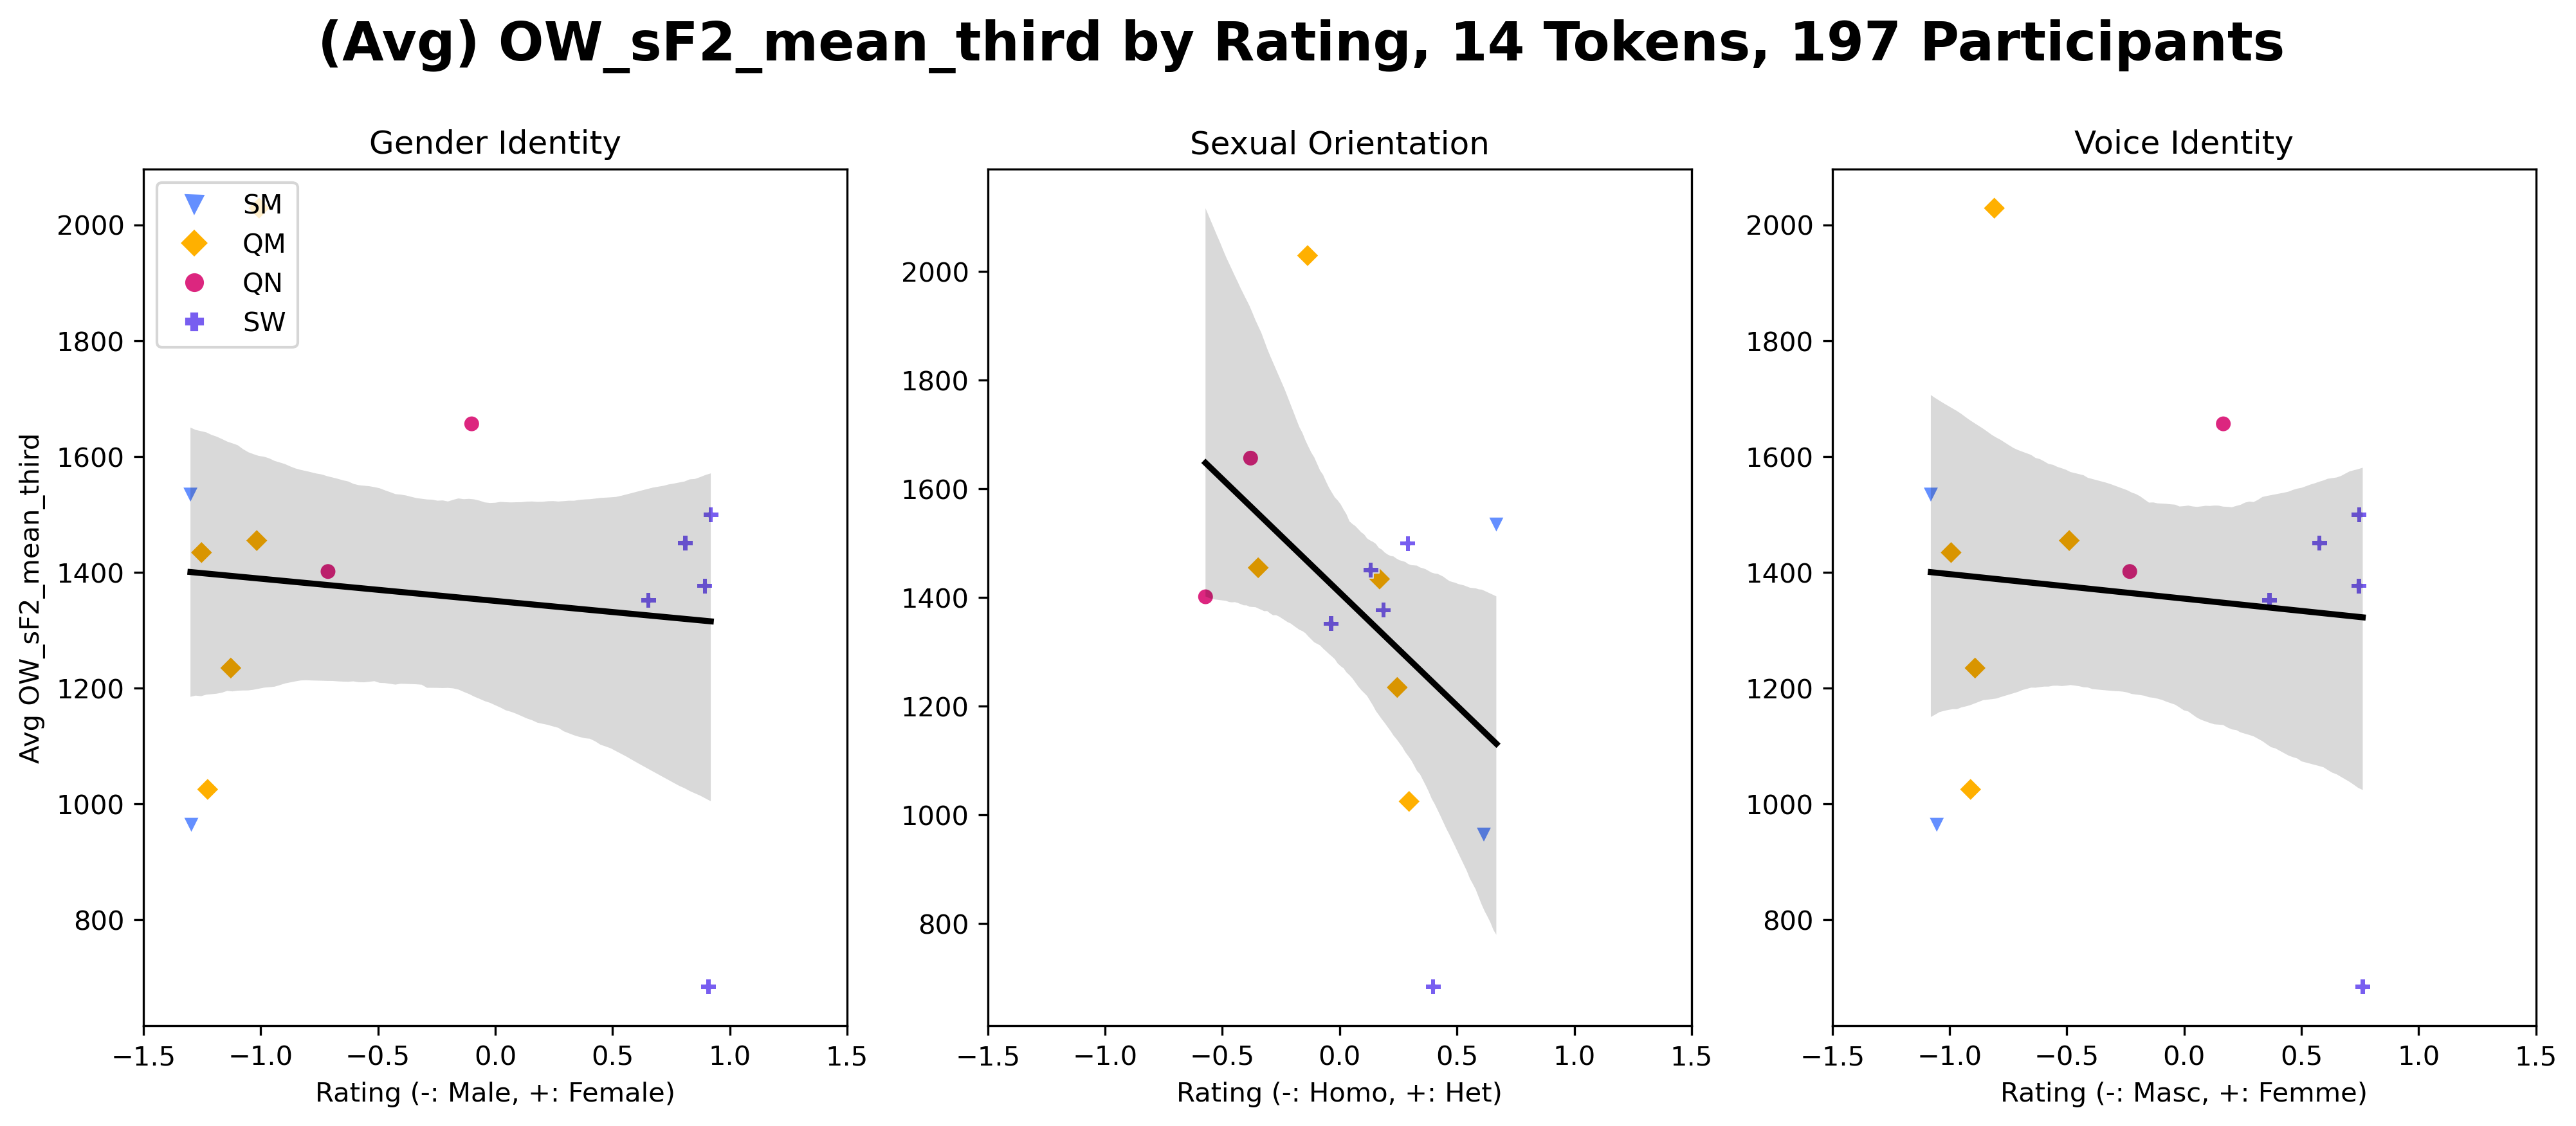 (Avg) OW_sF2_mean_third by Rating, 14 Tokens, 197 Participants
Gender Identity
Sexual Orientation
Voice Identity
SM
QM
QN
SW
2000
1800
1600
1400
1200
1000
800
Avg OW_sF2_mean_third
−1.5 −1.0 −0.5 0.0 0.5 1.0 1.5
Rating (-: Male, +: Female)
2000
1800
1600
1400
1200
1000
800
−1.5 −1.0 −0.5 0.0 0.5 1.0 1.5
Rating (-: Homo, +: Het)
2000
1800
1600
1400
1200
1000
800
−1.5 −1.0 −0.5 0.0 0.5 1.0 1.5
Rating (-: Masc, +: Femme)